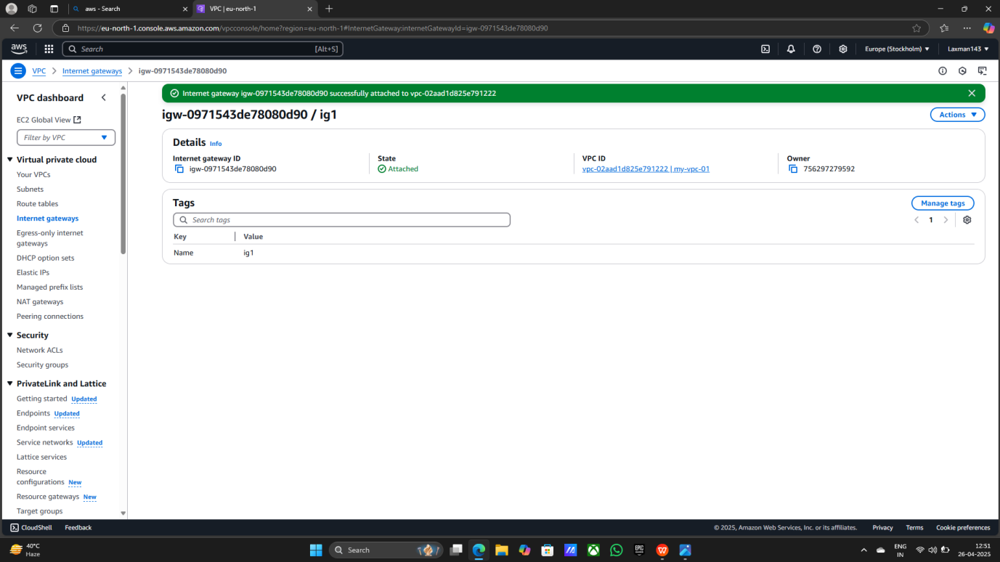 aws - Search
VPC | eu-north-1
https://eu-north-1.console.aws.amazon.com/vpcconsole/home?region=eu-north-1#InternetGateway:internetGatewayId=igw-0971543de78080d90
aws
Search
[Alt+S]
Europe (Stockholm)
Laxman143
VPC
Internet gateways
igw-0971543de78080d90
VPC dashboard
EC2 Global View
Filter by VPC
Virtual private cloud
Your VPCs
Subnets
Route tables
Internet gateways
Egress-only internet
gateways
DHCP option sets
Elastic IPs
Managed prefix lists
NAT gateways
Peering connections
Security
Network ACLs
Security groups
PrivateLink and Lattice
Getting started Updated
Endpoints Updated
Endpoint services
Service networks Updated
Lattice services
Resource
configurations New
Resource gateways New
Target groups
Internet gateway igw-0971543de78080d90 successfully attached to vpc-02aad1d825e791222
igw-0971543de78080d90 / ig1
Actions
Details Info
Internet gateway ID
igw-0971543de78080d90
State
Attached
VPC ID
vpc-02aad1d825e791222 | my-vpc-01
Owner
756297279592
Tags
Manage tags
Search tags
1
Key
Value
Name
ig1
CloudShell
Feedback
© 2025, Amazon Web Services, Inc. or its affiliates.
Privacy
Terms
Cookie preferences
40°C
Haze
Search
EPIC
ENG
IN
12:51
26-04-2025